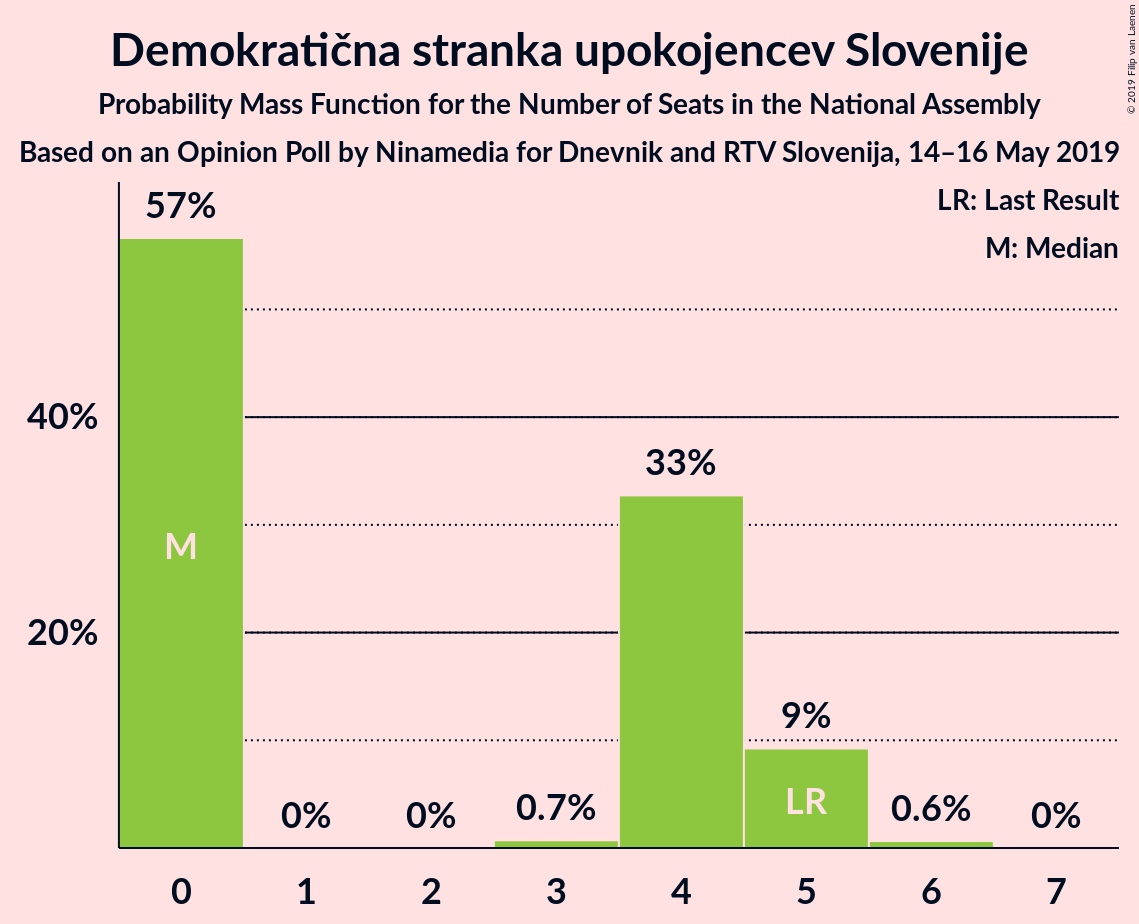 Demokratična stranka upokojencev Slovenije
Probability Mass Function for the Number of Seats in the National Assembly
Based on an Opinion Poll by Ninamedia for Dnevnik and RTV Slovenija, 14–16 May 2019
© 2019 Filip van Laenen
LR: Last Result
M: Median
57%
40%
33%
M
20%
9%
LR
0%
0%
0.7%
0.6%
0%
0 1 2 3 4 5 6 7